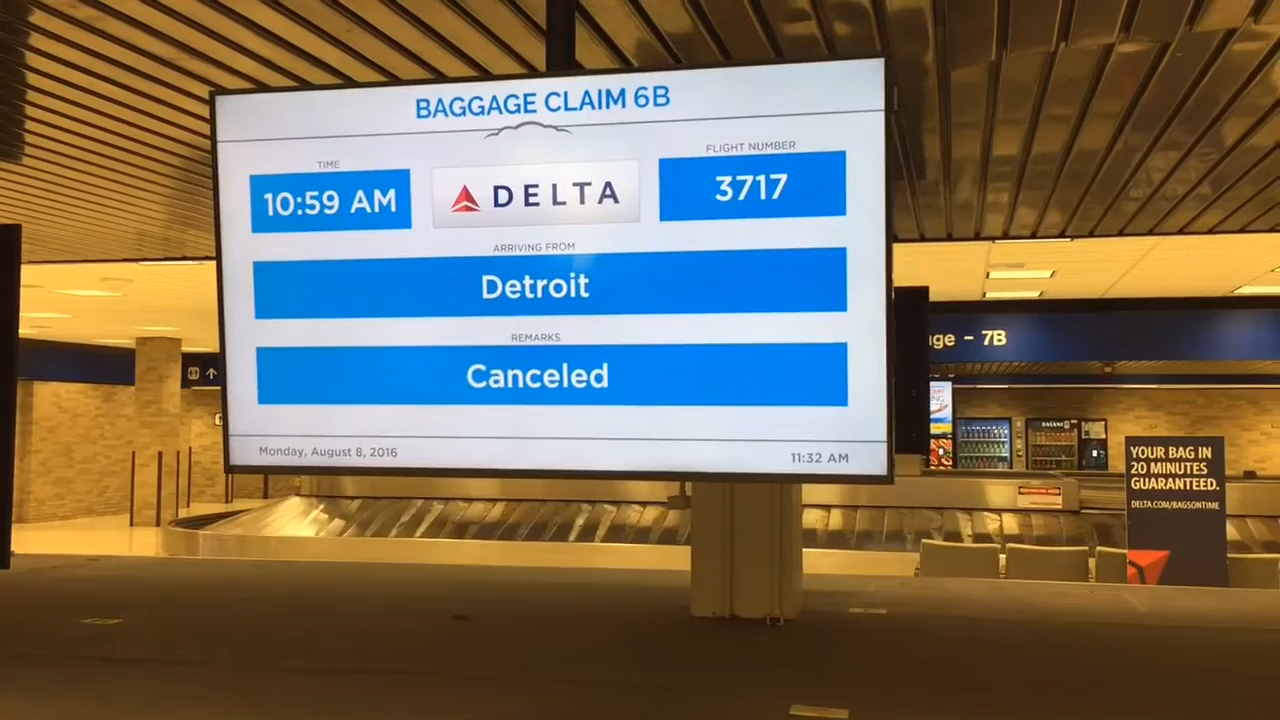 BAGGAGE CLAIM 6B
TIME
FLIGHT NUMBER
10:59 AM
DELTA
3717
ARRIVING FROM
Detroit
REMARKS
Canceled
Monday, August 8, 2016
11:32 AM
- 7B
DASANI
YOUR BAG IN
20 MINUTES
GUARANTEED.
DELTA.COM/BAGSONTIME